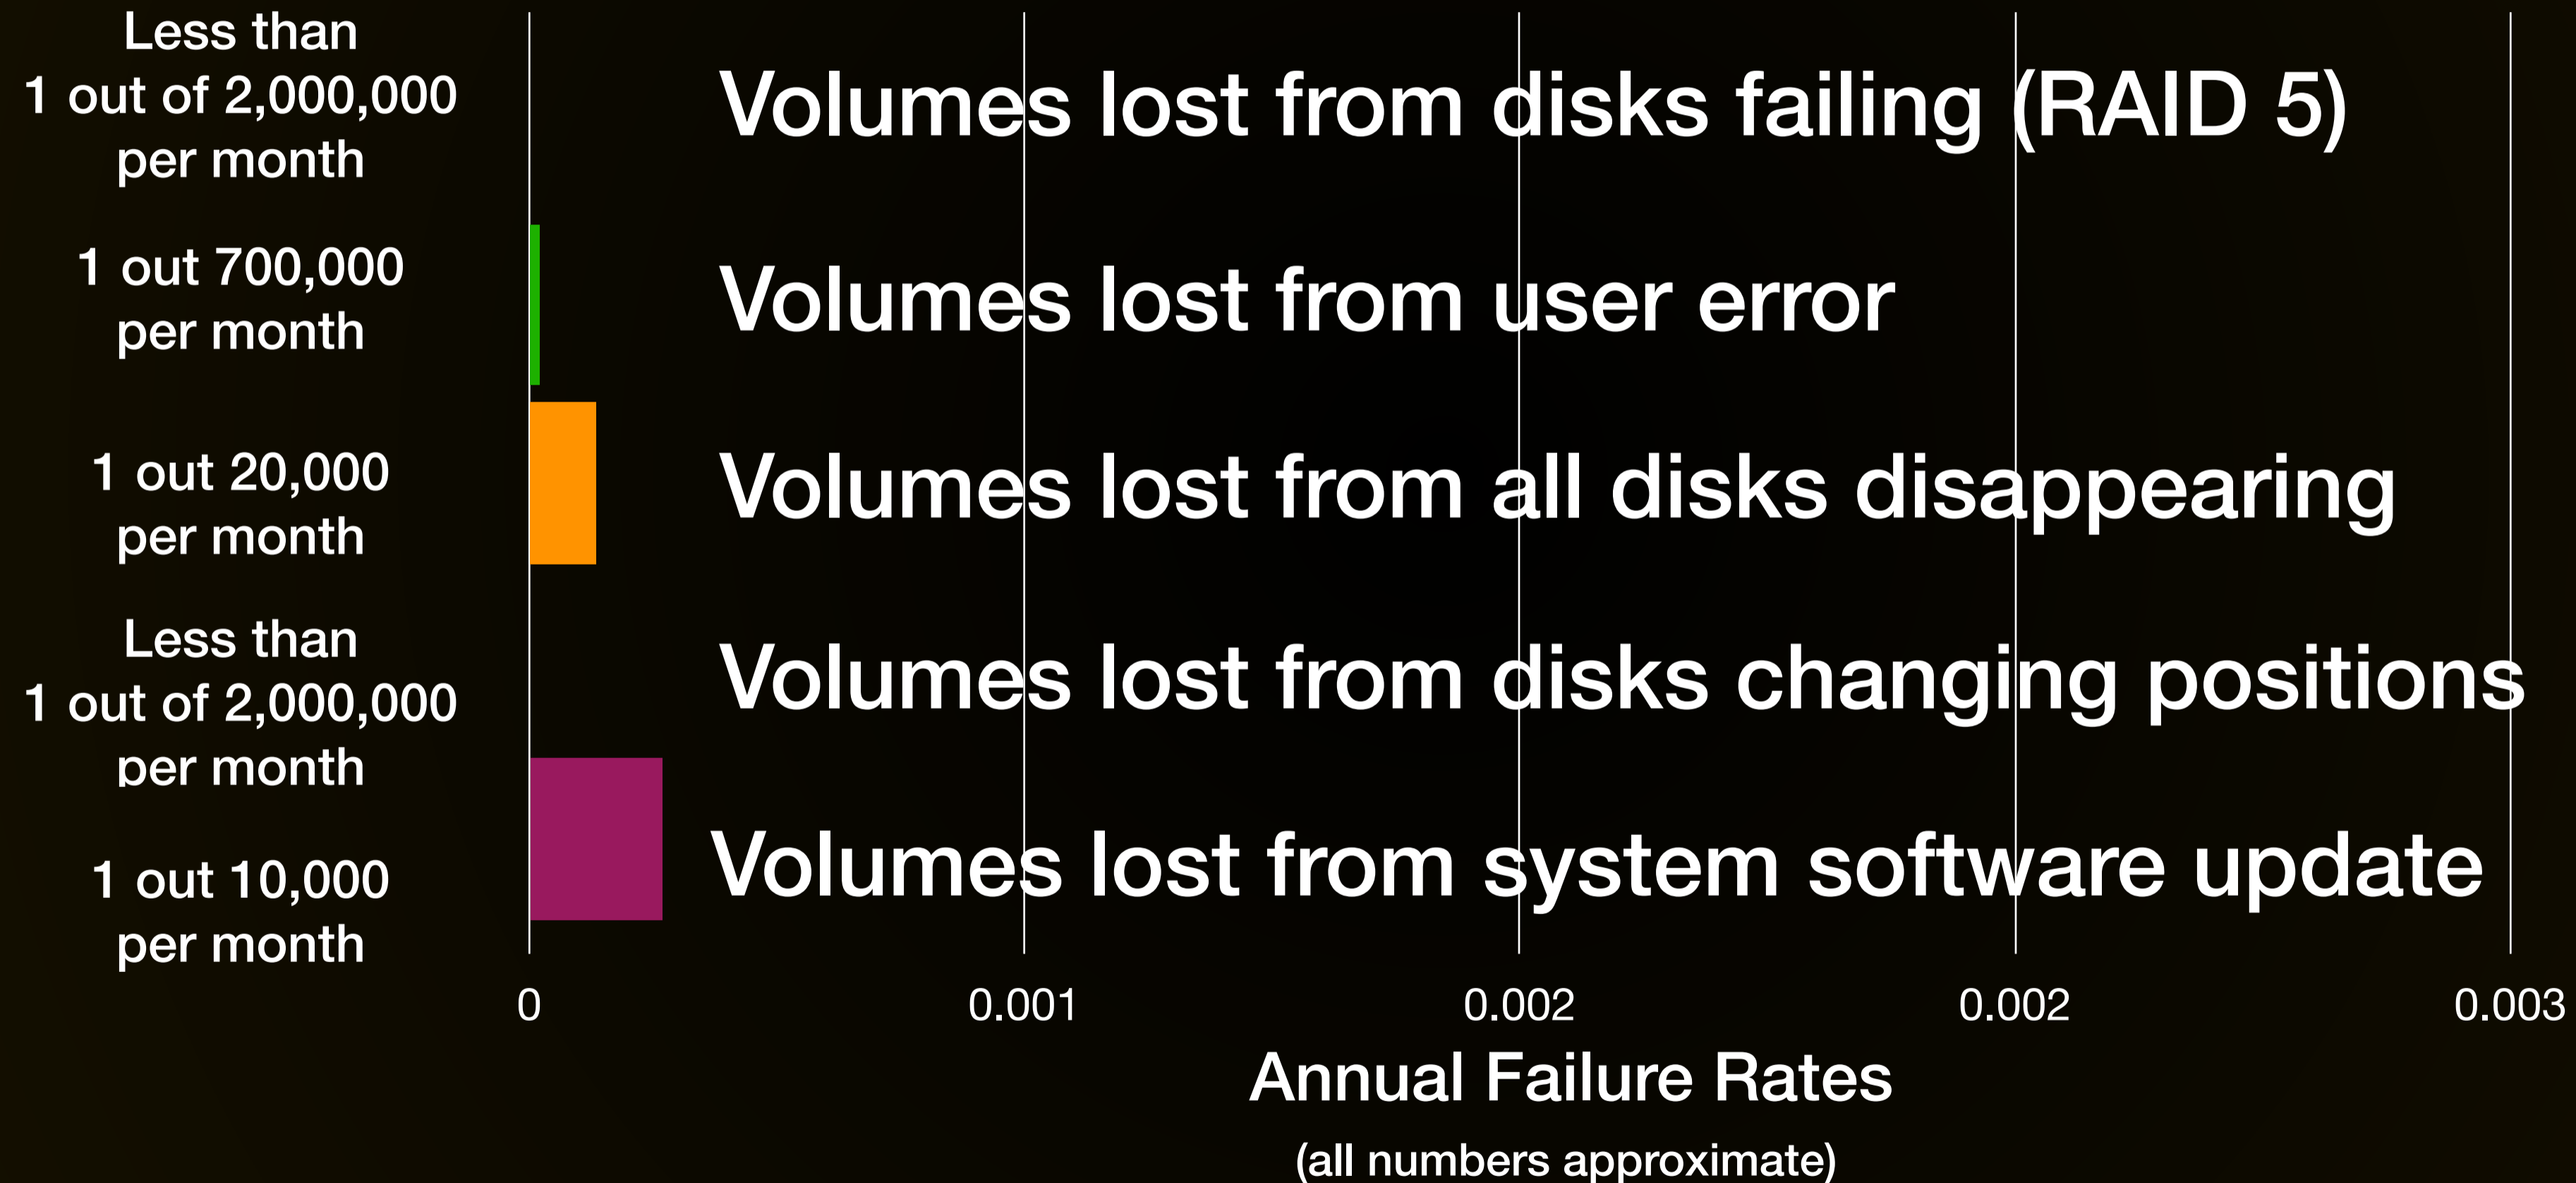 Less than
1 out of 2,000,000
per month
Volumes lost from disks failing (RAID 5)
1 out 700,000
per month
Volumes lost from user error
1 out 20,000
per month
Volumes lost from all disks disappearing
Less than
1 out of 2,000,000
per month
Volumes lost from disks changing positions
1 out 10,000
per month
Volumes lost from system software update
0 0.001 0.002 0.002 0.003
Annual Failure Rates
(all numbers approximate)